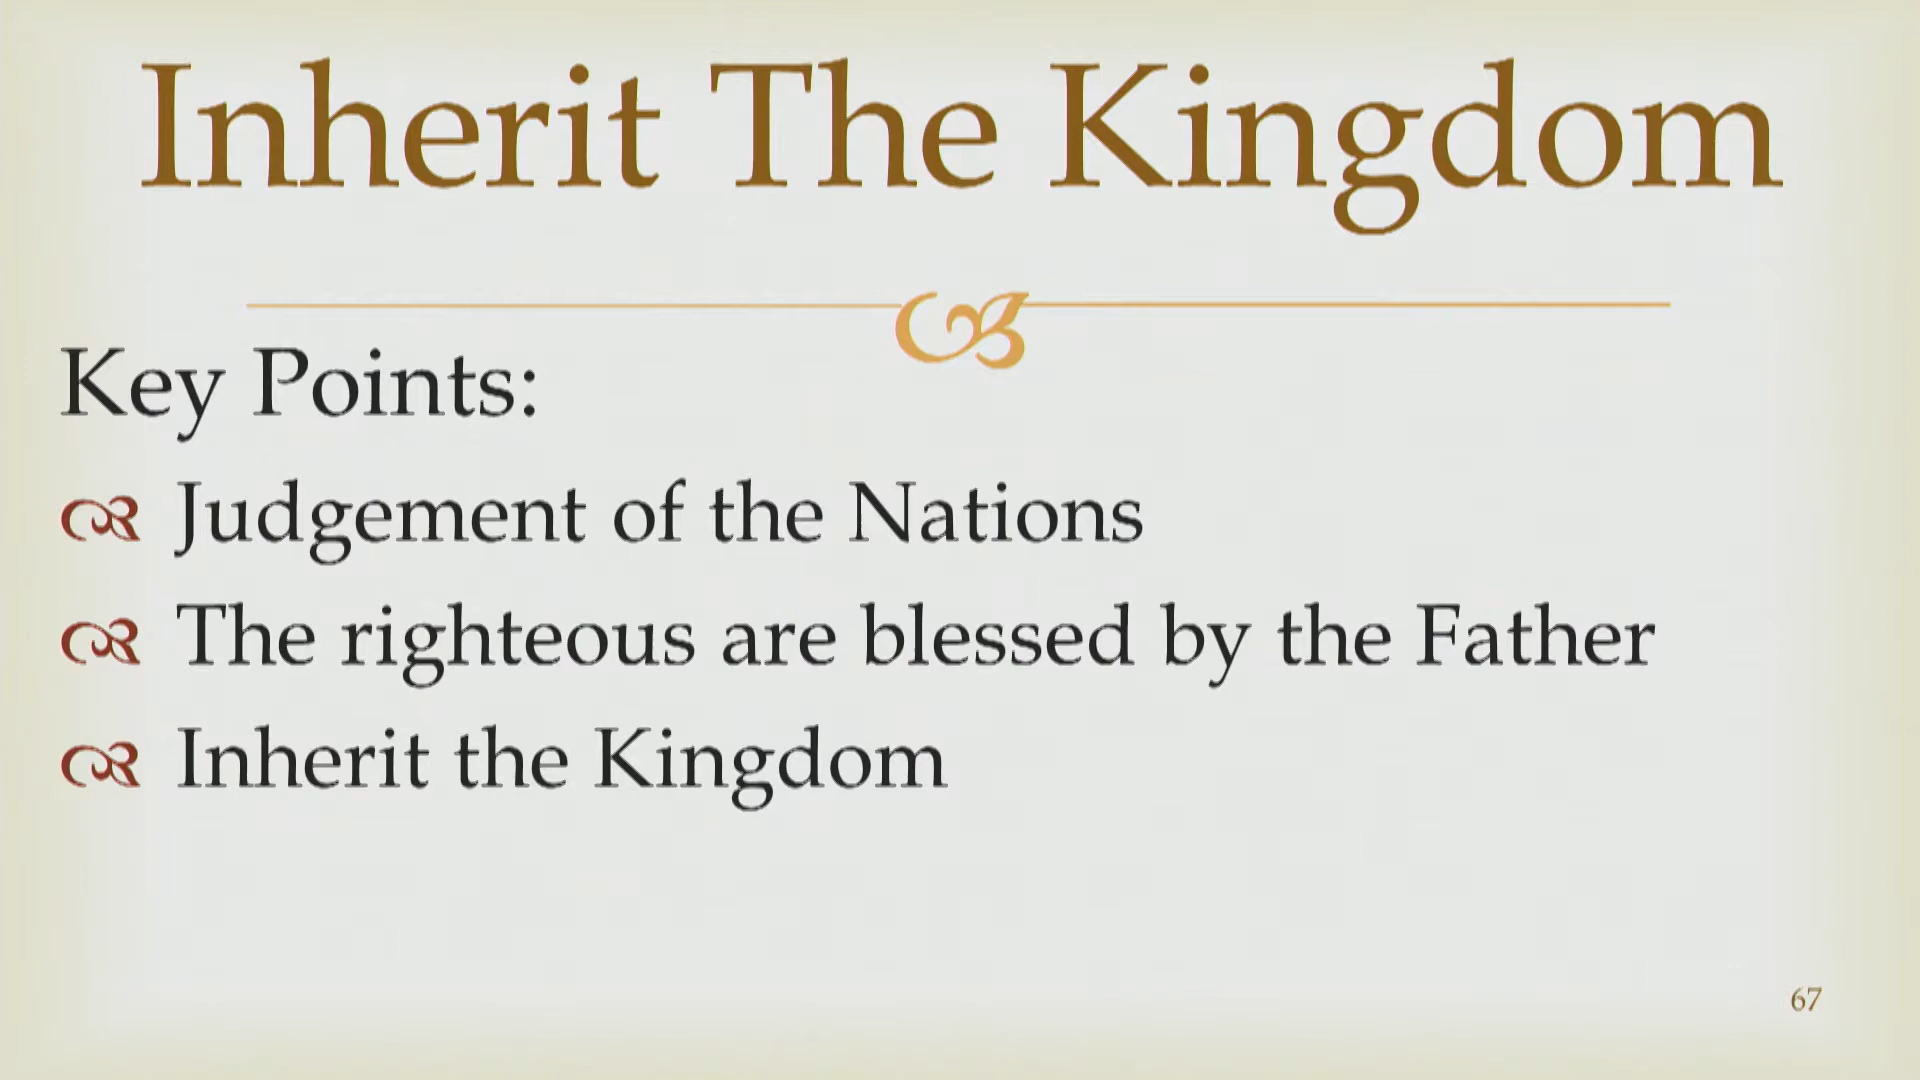 Inherit The Kingdom
Key Points:
Judgement of the Nations
The righteous are blessed by the Father
Inherit the Kingdom
67